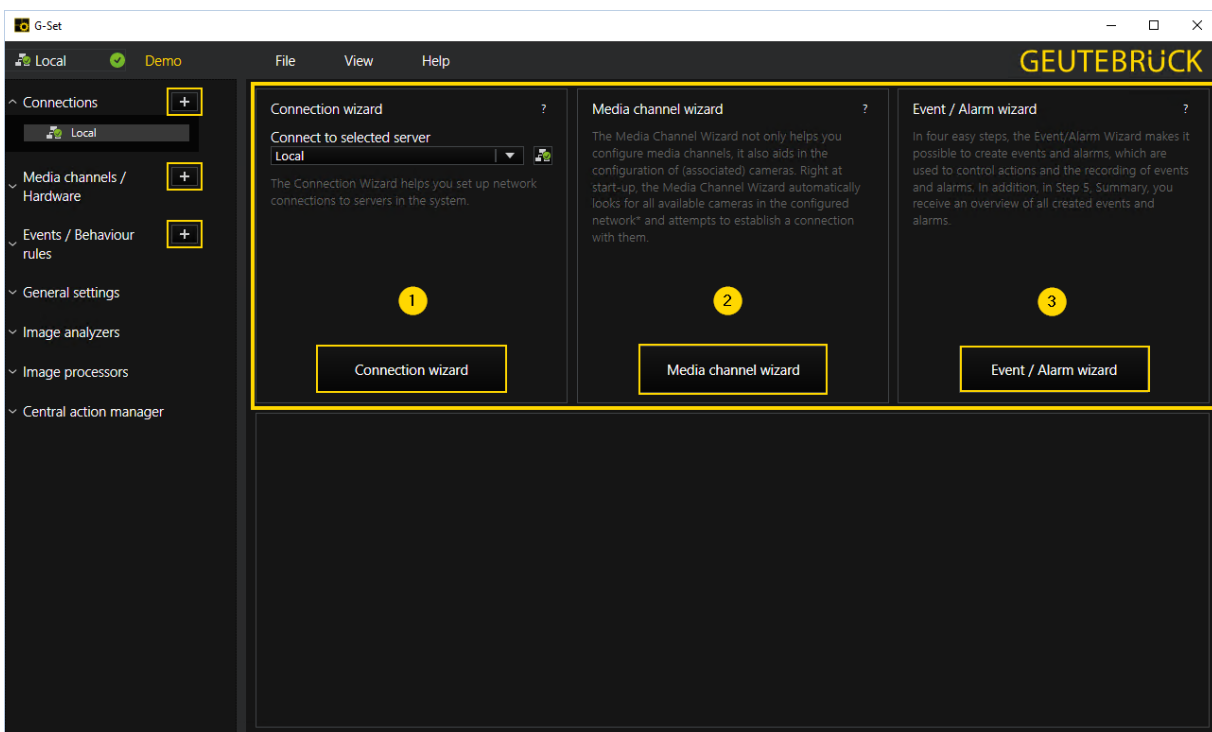 G-Set
Local Demo File View Help GEUTEBRÜCK
Connections +
Local
Media channels / +
Hardware
Events / Behaviour +
rules
General settings
Image analyzers
Image processors
Central action manager
Connection wizard ?
Connect to selected server
Local
The Connection Wizard helps you set up network
connections to servers in the system.
1
Connection wizard
Media channel wizard ?
The Media Channel Wizard not only helps you
configure media channels, it also aids in the
configuration of (associated) cameras. Right at
start-up, the Media Channel Wizard automatically
looks for all available cameras in the configured
network* and attempts to establish a connection
with them.
2
Media channel wizard
Event / Alarm wizard ?
In four easy steps, the Event/Alarm Wizard makes it
possible to create events and alarms, which are
used to control actions and the recording of events
and alarms. In addition, in Step 5, Summary, you
receive an overview of all created events and
alarms.
3
Event / Alarm wizard